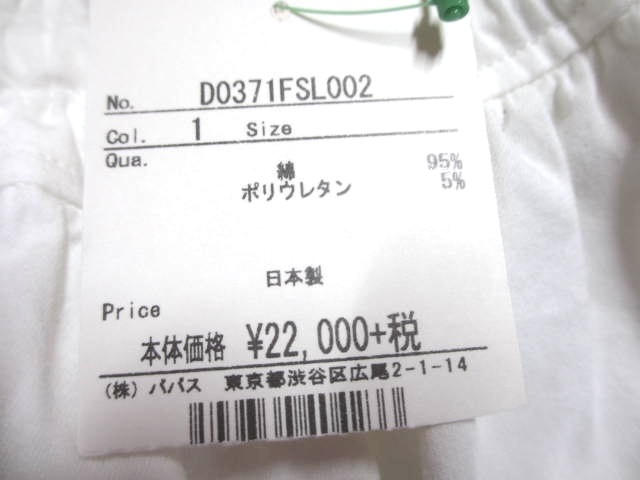 No. D0371FSL002
Col. 1 Size
Qua.
綿 95%
ポリウレタン 5%
日本製
Price
本体価格 ¥22,000+税
(株) パパス 東京都渋谷区広尾2-1-14